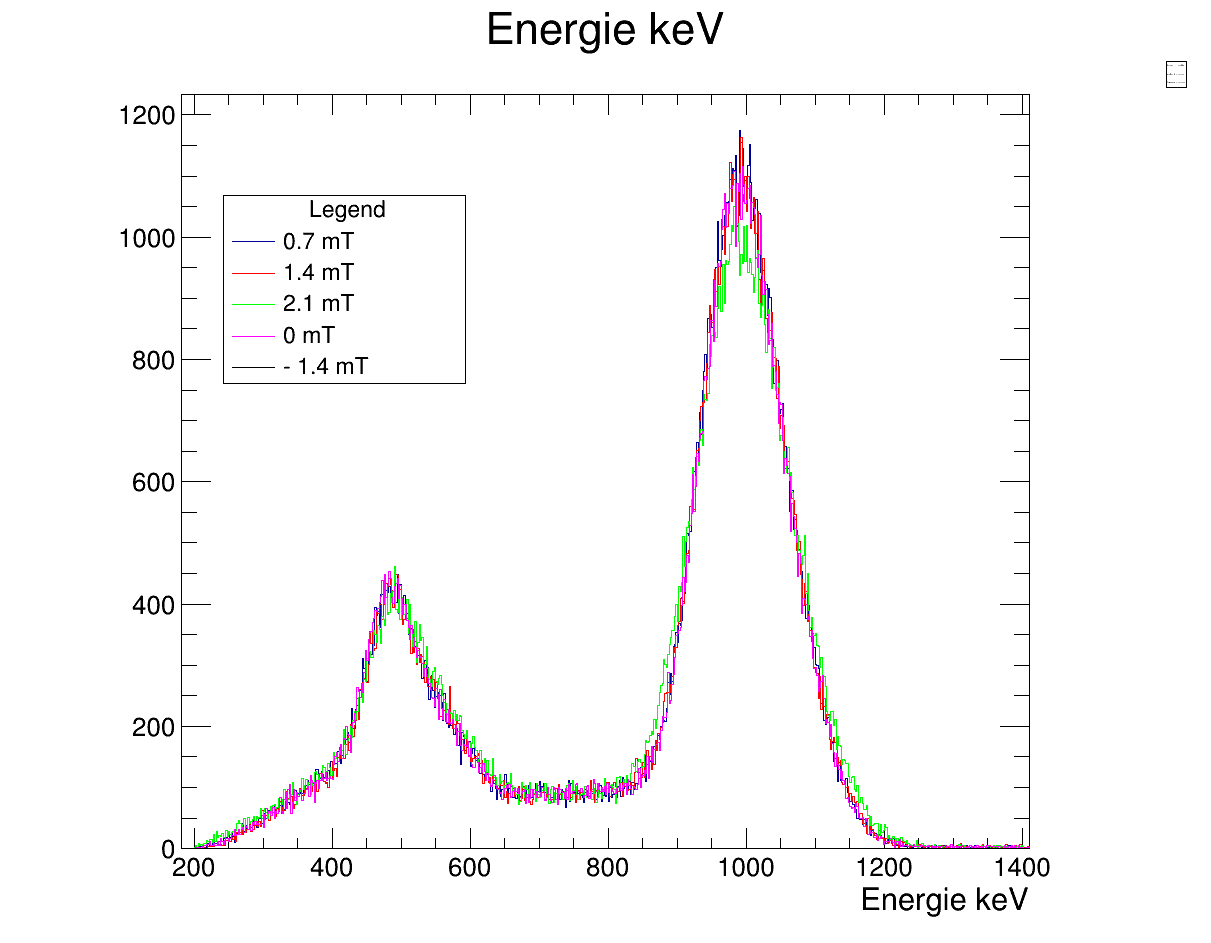 Energie keV
1200
1000
800
600
400
200
0
Legend
0.7 mT
1.4 mT
2.1 mT
0 mT
- 1.4 mT
200 400 600 800 1000 1200 1400
Energie keV